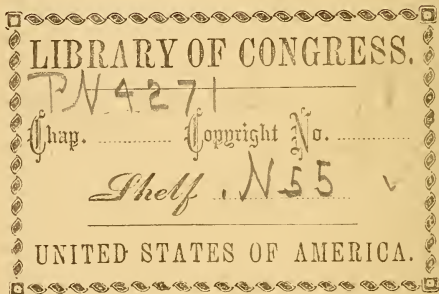 LIBRARY OF CONGRESS.
PN4271
Chap. Copyright No.
Shelf .N55
UNITED STATES OF AMERICA.